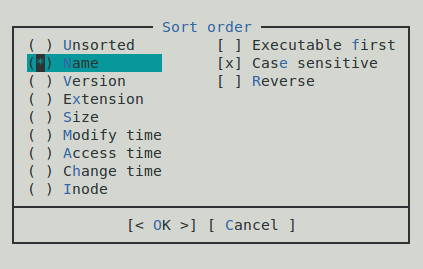 Sort order
( ) Unsorted [ ] Executable first
(*) Name [x] Case sensitive
( ) Version [ ] Reverse
( ) Extension
( ) Size
( ) Modify time
( ) Access time
( ) Change time
( ) Inode
[< OK >] [ Cancel ]